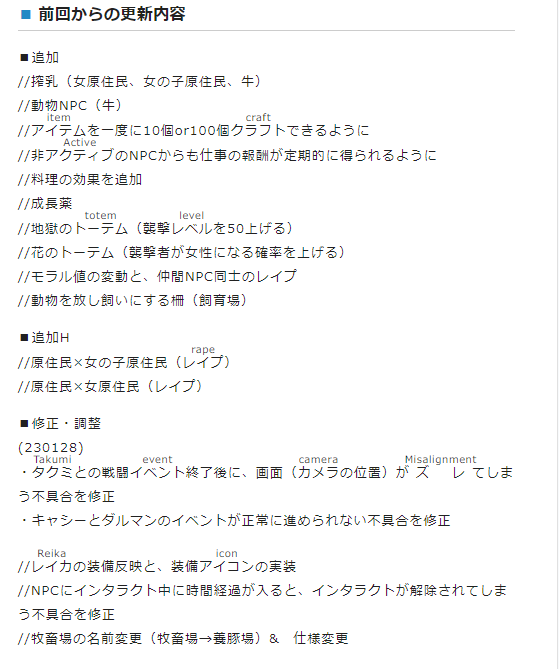 ■ 前回からの更新内容
■追加
//搾乳（女原住民、女の子原住民、牛）
//動物NPC（牛）
item craft
//アイテムを一度に10個or100個クラフトできるように
Active
//非アクティブのNPCからも仕事の報酬が定期的に得られるように
//料理の効果を追加
//成長薬
totem level
//地獄のトーテム（襲撃レベルを50上げる）
//花のトーテム（襲撃者が女性になる確率を上げる）
//モラル値の変動と、仲間NPC同士のレイプ
//動物を放し飼いにする柵（飼育場）
■追加H
rape
//原住民×女の子原住民（レイプ）
//原住民×女原住民（レイプ）
■修正・調整
(230128)
Takumi event camera Misalignment
・タクミとの戦闘イベント終了後に、画面（カメラの位置）がズレてしま
う不具合を修正
・キャシーとダルマンのイベントが正常に進められない不具合を修正
Reika icon
//レイカの装備反映と、装備アイコンの実装
//NPCにインタラクト中に時間経過が入ると、インタラクトが解除されてしま
う不具合を修正
//牧畜場の名前変更（牧畜場→養豚場）＆　仕様変更